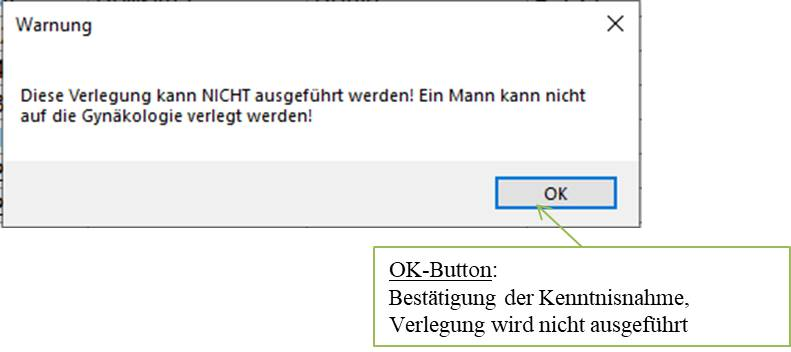 Warnung
Diese Verlegung kann NICHT ausgeführt werden! Ein Mann kann nicht
auf die Gynäkologie verlegt werden!
OK
OK-Button:
Bestätigung der Kenntnisnahme,
Verlegung wird nicht ausgeführt